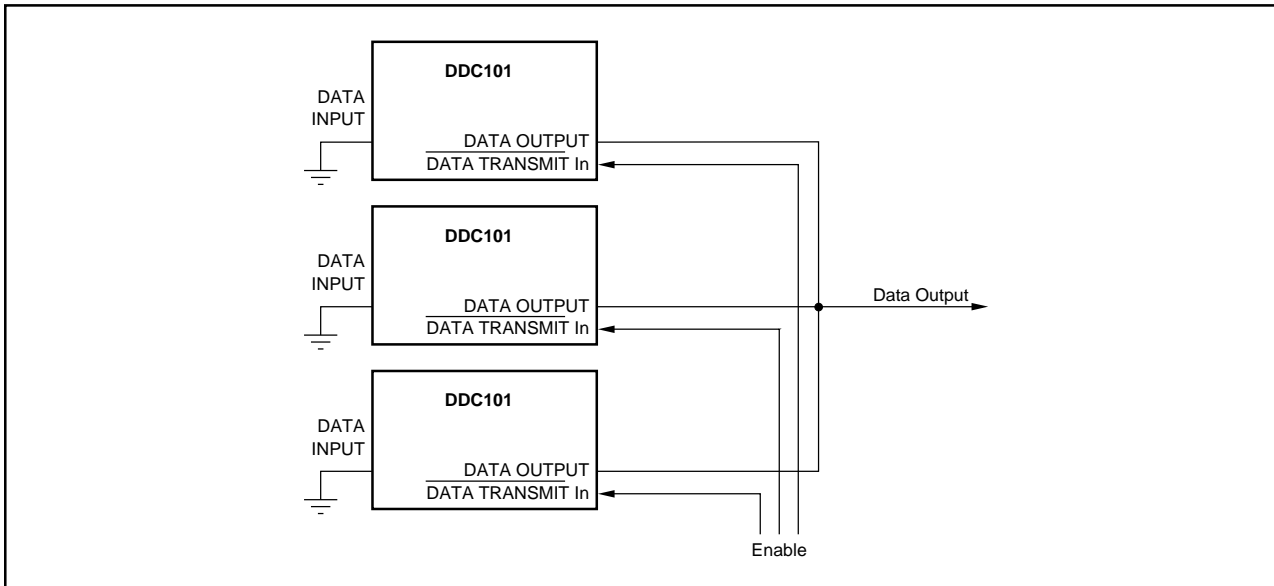 DDC101
DATA
INPUT
DATA OUTPUT
DATA TRANSMIT In
DDC101
DATA
INPUT
DATA OUTPUT
DATA TRANSMIT In
Data Output
DDC101
DATA
INPUT
DATA OUTPUT
DATA TRANSMIT In
Enable